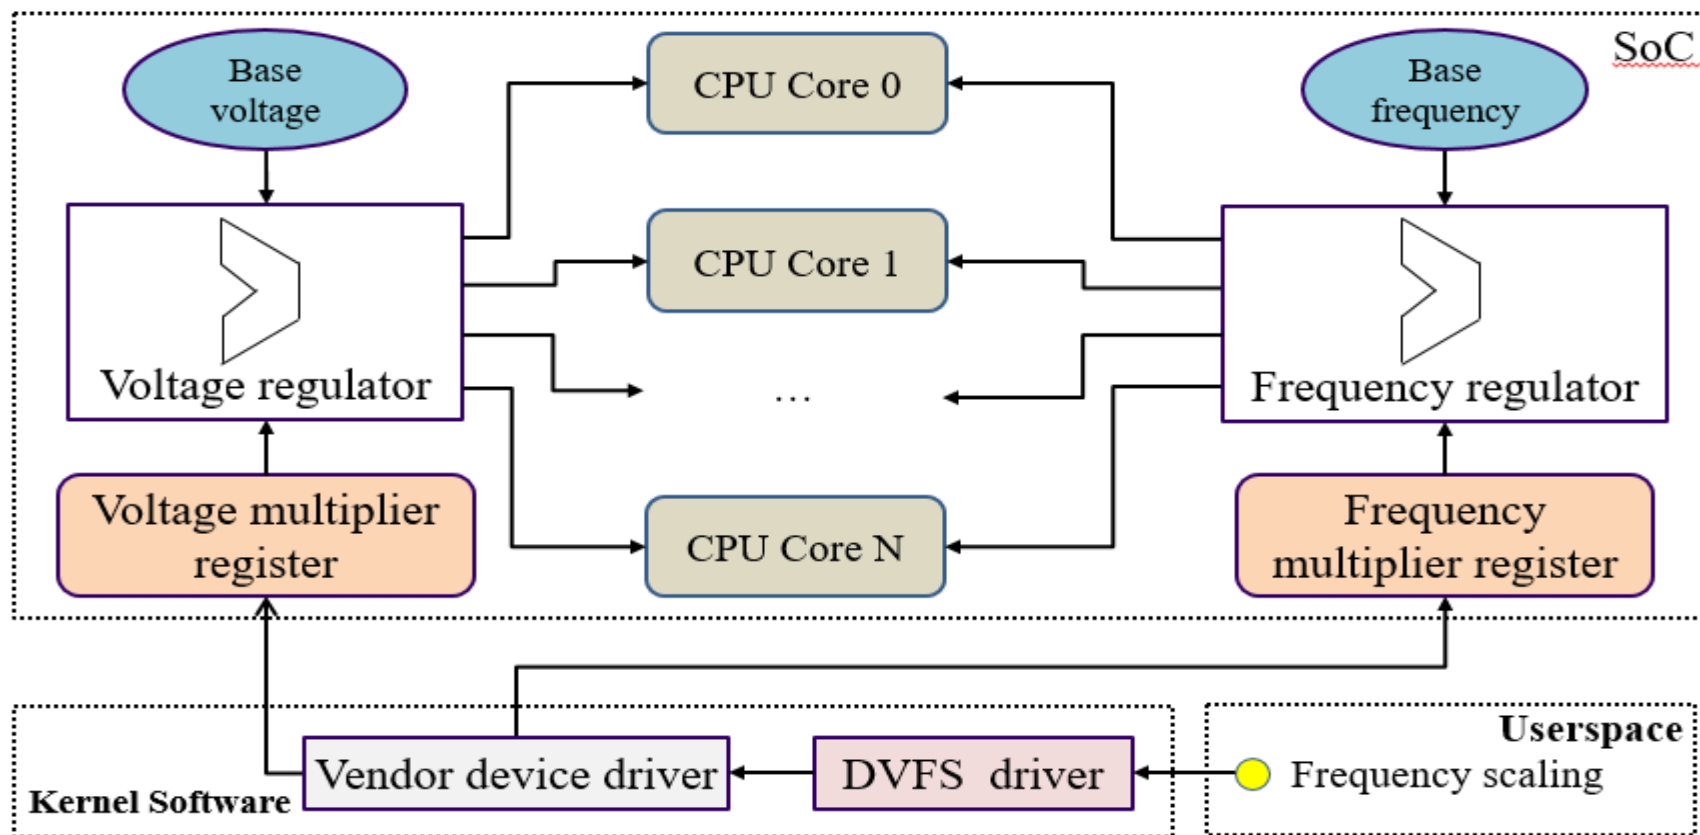 SoC
Base
voltage
CPU Core 0
Base
frequency
CPU Core 1
Voltage regulator
...
Frequency regulator
Voltage multiplier
register
CPU Core N
Frequency
multiplier register
Userspace
Vendor device driver
DVFS driver
Frequency scaling
Kernel Software